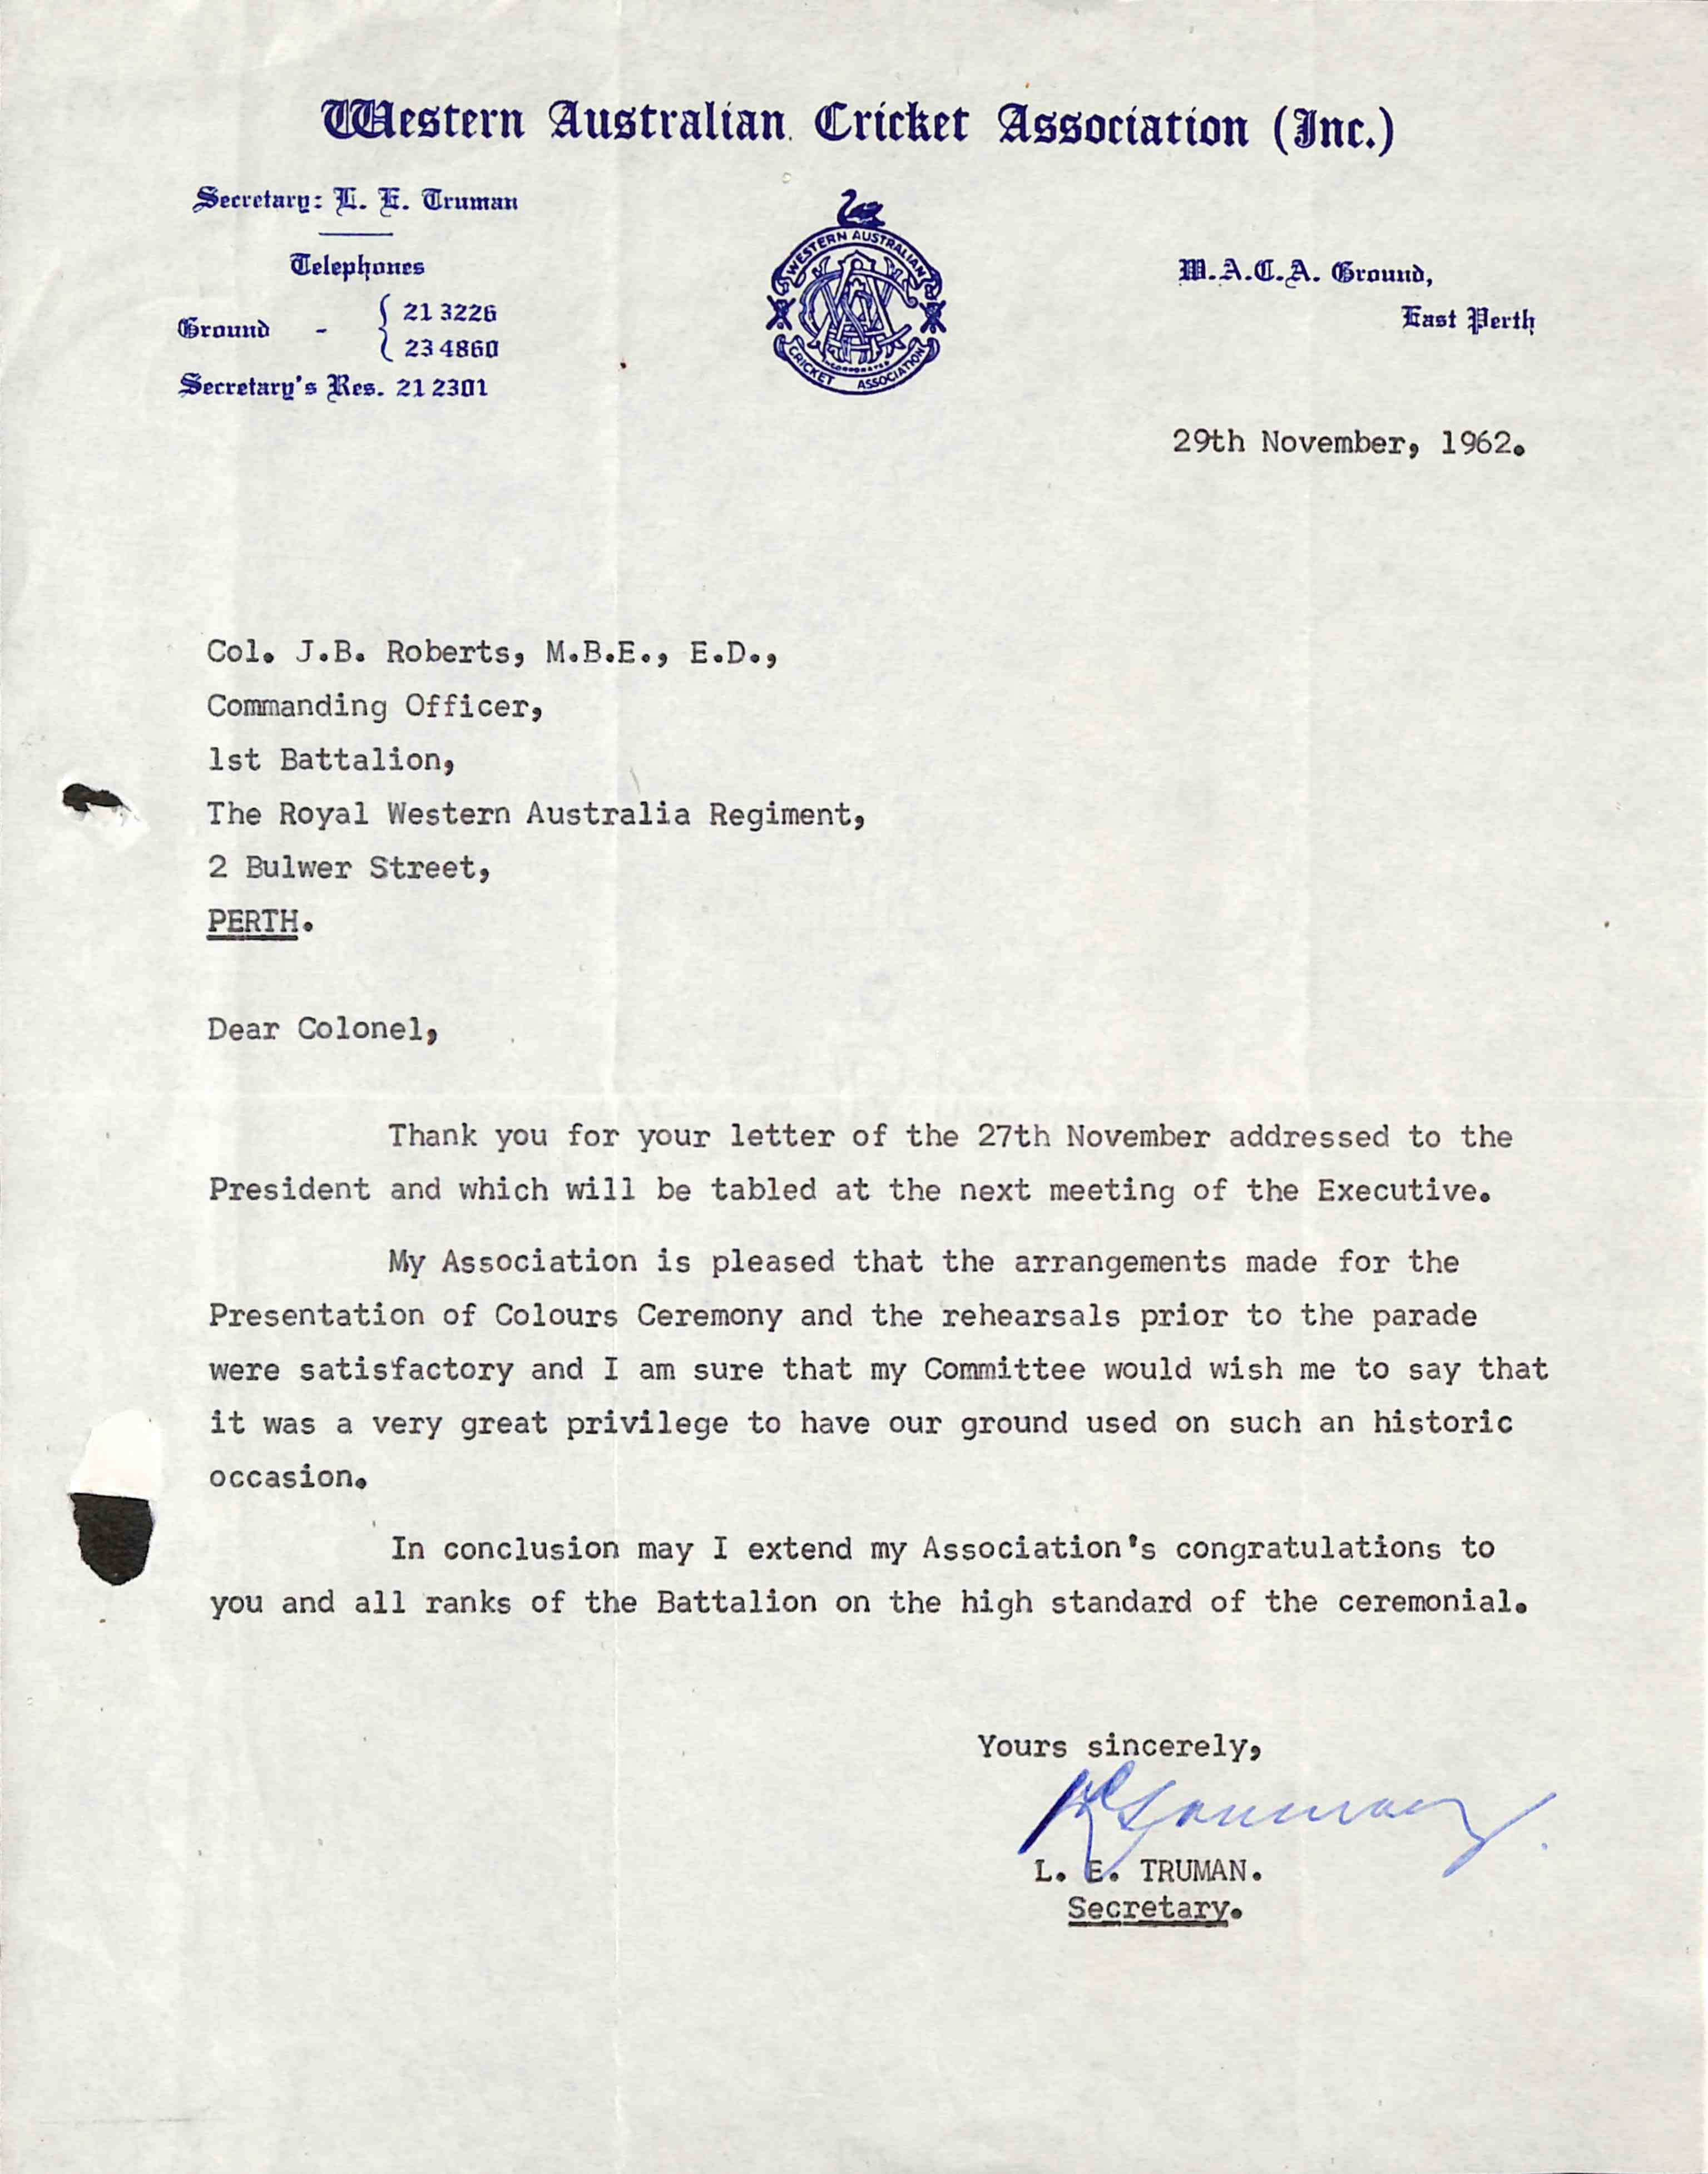 Western Australian Cricket Association (Inc.)
Secretary: L. E. Truman
Telephones
Ground - { 21 3226
23 4860
Secretary's Res. 21 2301
WESTERN AUSTRALIAN
CRICKET ASSOCIATION
INCORPORATED
W.A.C.A. Ground,
East Perth
29th November, 1962.
Col. J.B. Roberts, M.B.E., E.D.,
Commanding Officer,
1st Battalion,
The Royal Western Australia Regiment,
2 Bulwer Street,
PERTH.
Dear Colonel,
Thank you for your letter of the 27th November addressed to the
President and which will be tabled at the next meeting of the Executive.
My Association is pleased that the arrangements made for the
Presentation of Colours Ceremony and the rehearsals prior to the parade
were satisfactory and I am sure that my Committee would wish me to say that
it was a very great privilege to have our ground used on such an historic
occasion.
In conclusion may I extend my Association's congratulations to
you and all ranks of the Battalion on the high standard of the ceremonial.
Yours sincerely,
L. E. TRUMAN.
Secretary.